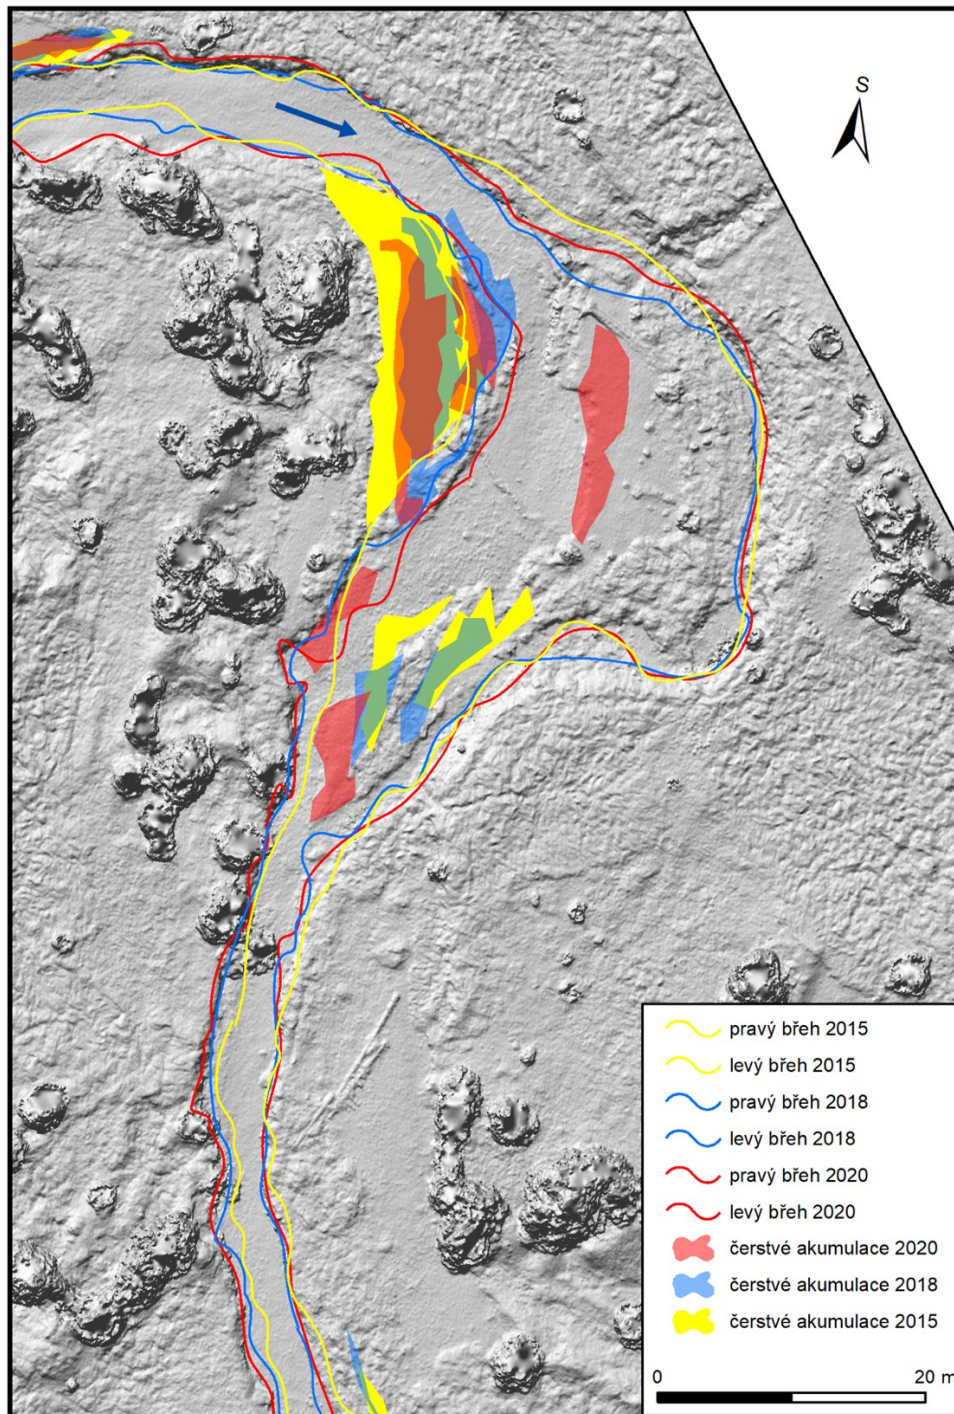 S
pravý břeh 2015
levý břeh 2015
pravý břeh 2018
levý břeh 2018
pravý břeh 2020
levý břeh 2020
čerstvé akumulace 2020
čerstvé akumulace 2018
čerstvé akumulace 2015
0 20 m